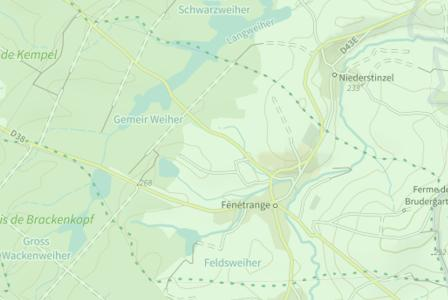 Schwarzweiher
Langweiher
de Kempel
D43E
Niederstinzel
233
Gemeir Weiher
D38
268
Fénétrange
Ferme de
Brudergart
is de Brackenkopf
Gross
Wackenweiher
Feldsweiher